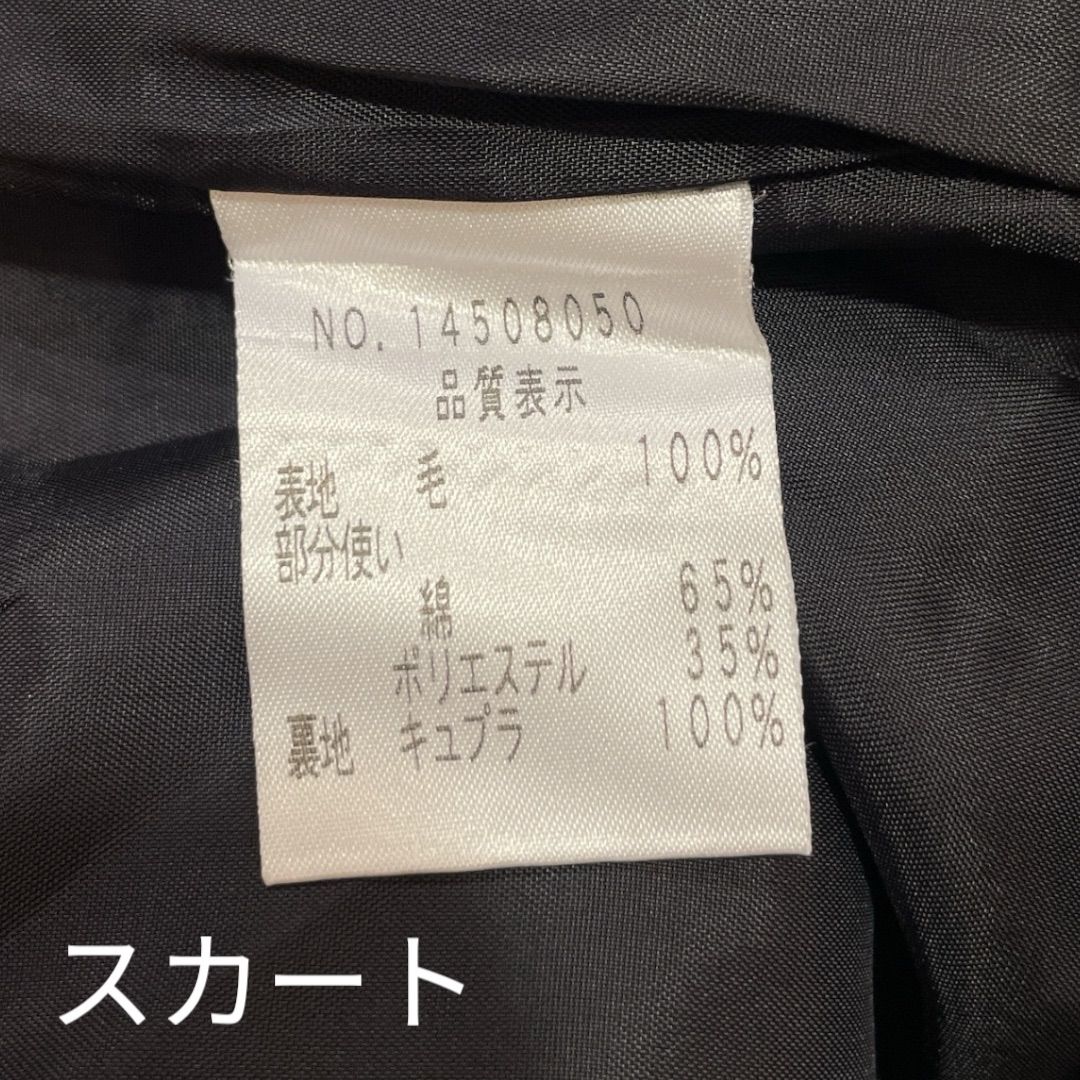 NO.14508050
品質表示
表地 毛 100%
部分使い
綿 65%
ポリエステル 35%
裏地 キュプラ 100%
スカート